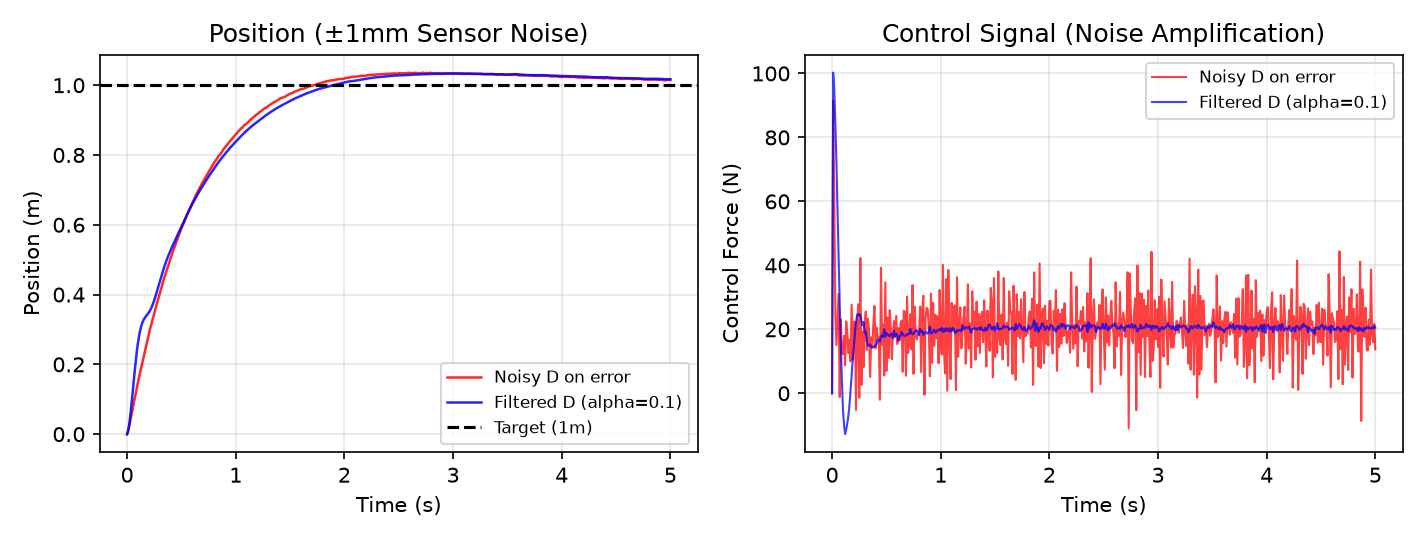 Position (±1mm Sensor Noise)
Position (m)
1.0
0.8
0.6
0.4
0.2
0.0
Noisy D on error
Filtered D (alpha=0.1)
Target (1m)
0 1 2 3 4 5
Time (s)
Control Signal (Noise Amplification)
Control Force (N)
100
80
60
40
20
0
Noisy D on error
Filtered D (alpha=0.1)
0 1 2 3 4 5
Time (s)